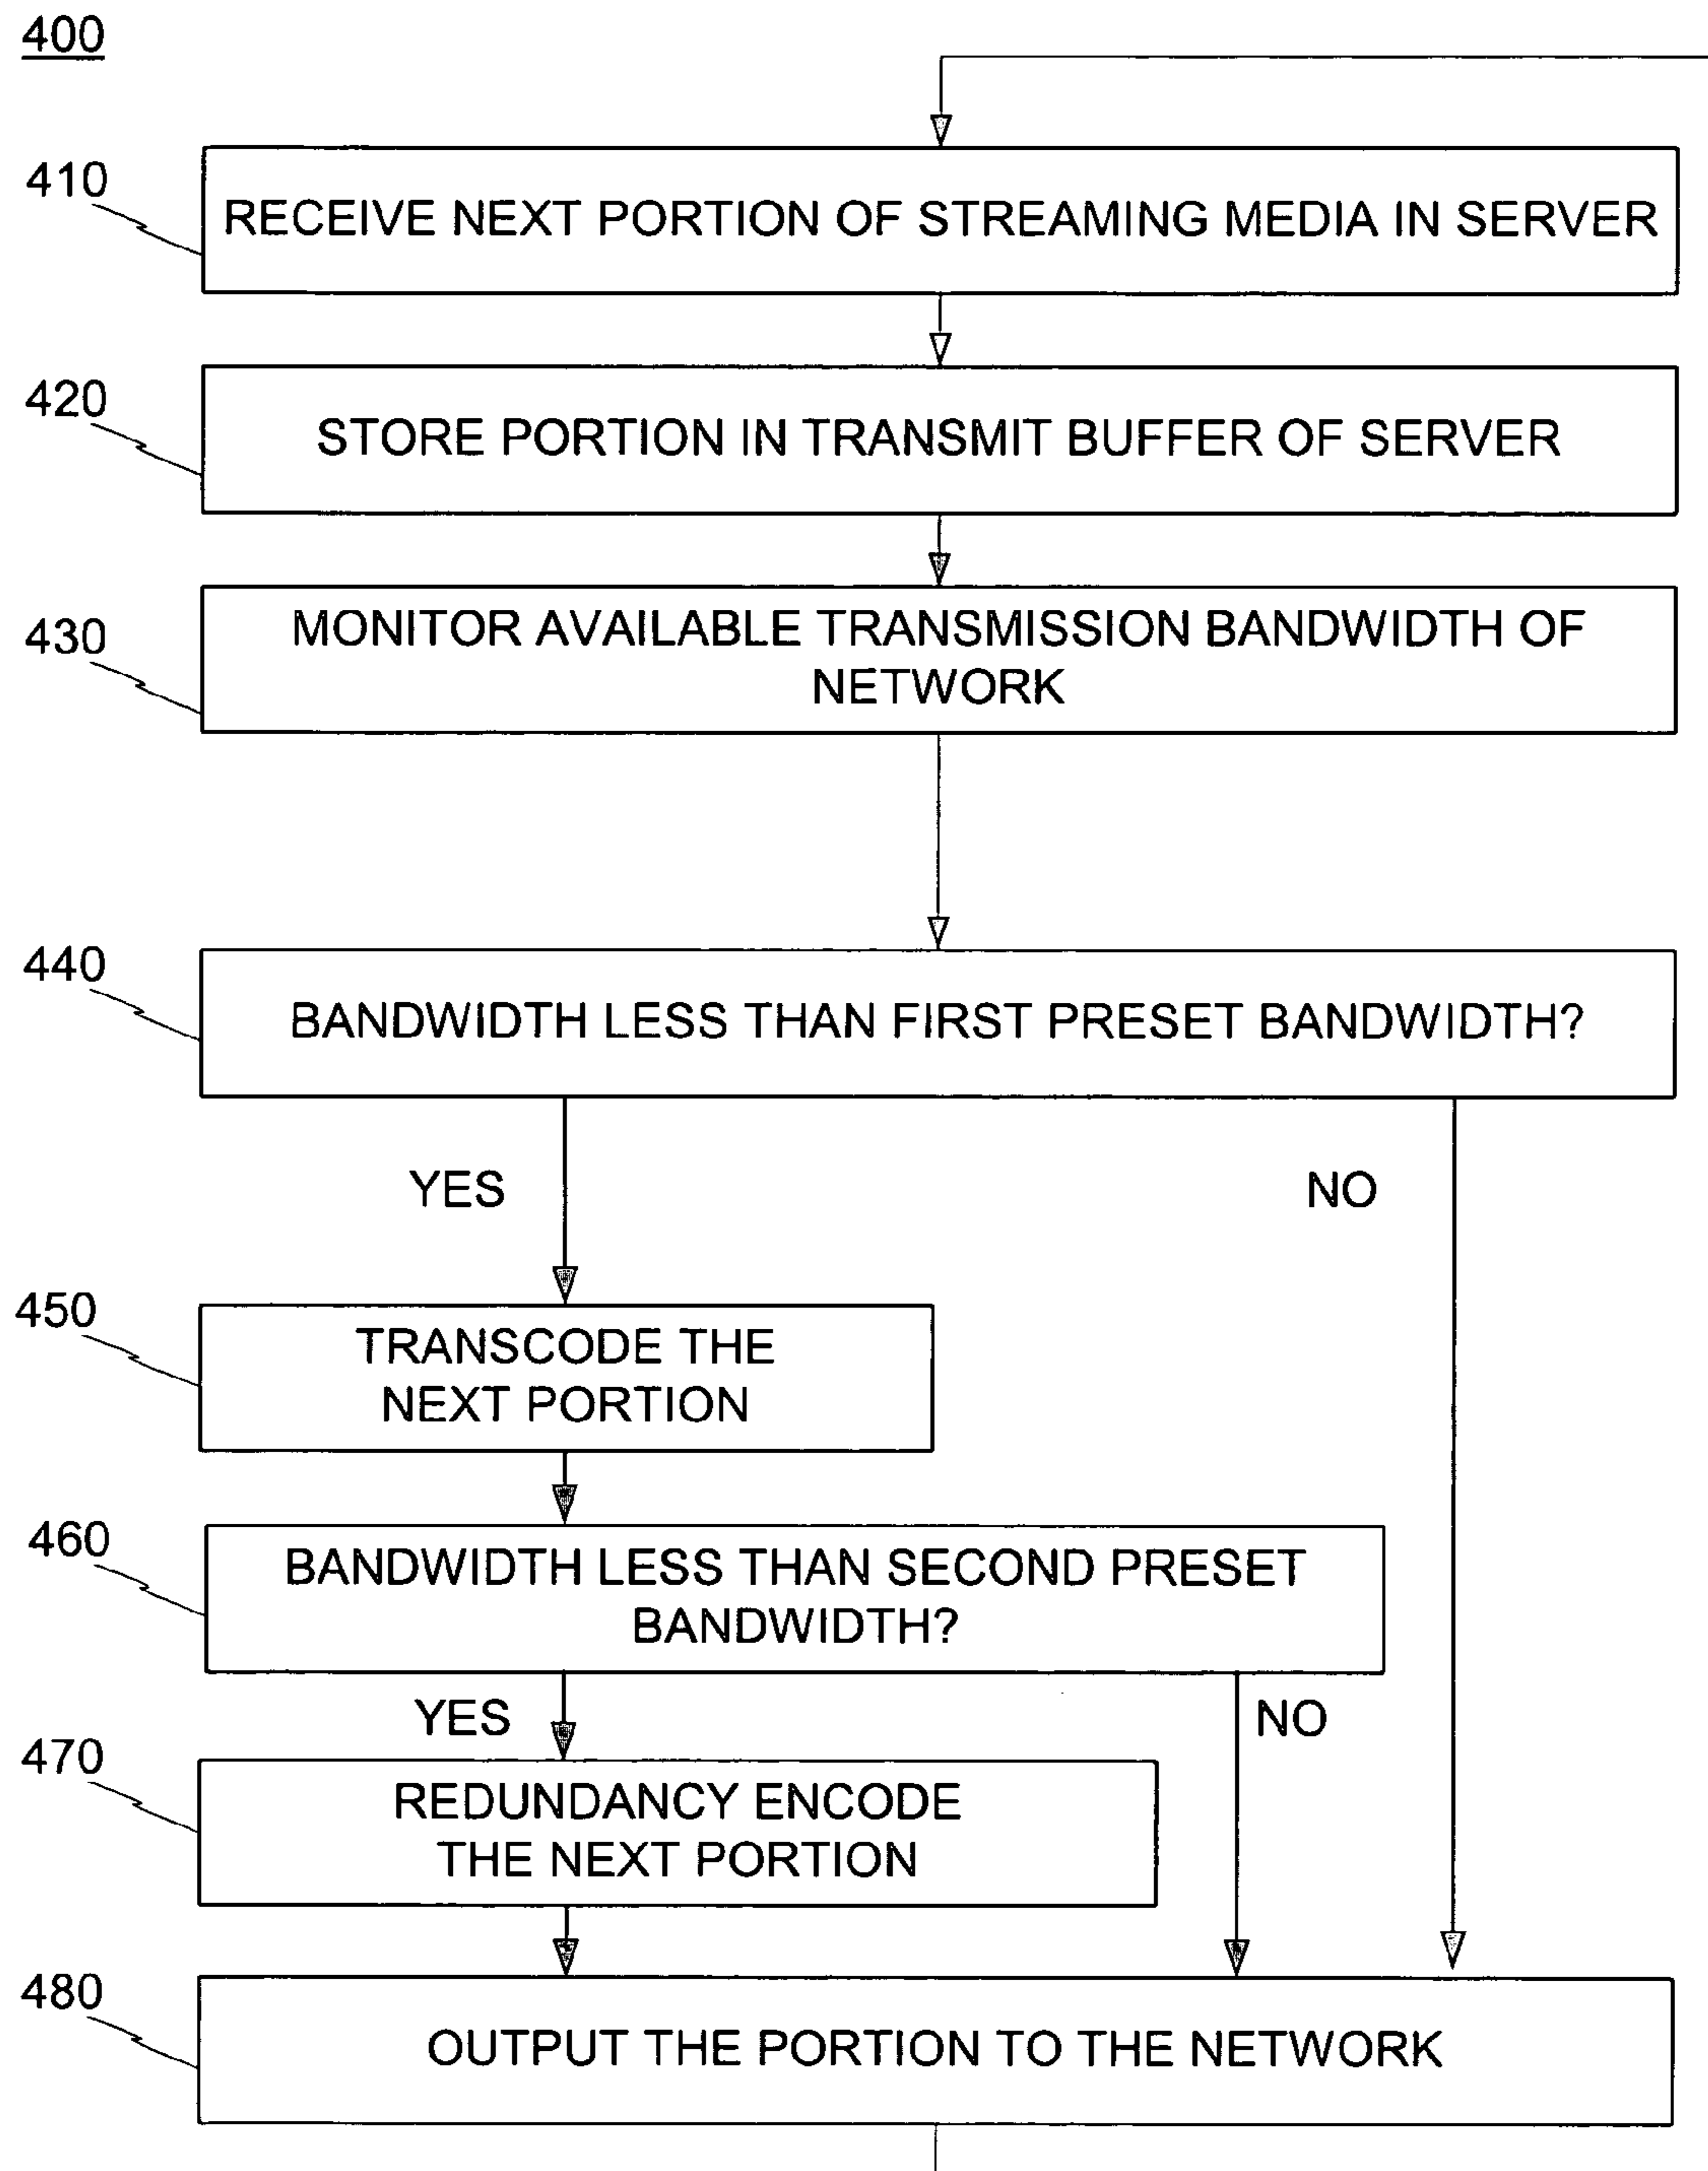 400
410
RECEIVE NEXT PORTION OF STREAMING MEDIA IN SERVER
420
STORE PORTION IN TRANSMIT BUFFER OF SERVER
430
MONITOR AVAILABLE TRANSMISSION BANDWIDTH OF
NETWORK
440
BANDWIDTH LESS THAN FIRST PRESET BANDWIDTH?
YES
NO
450
TRANSCODE THE
NEXT PORTION
460
BANDWIDTH LESS THAN SECOND PRESET
BANDWIDTH?
YES
NO
470
REDUNDANCY ENCODE
THE NEXT PORTION
480
OUTPUT THE PORTION TO THE NETWORK